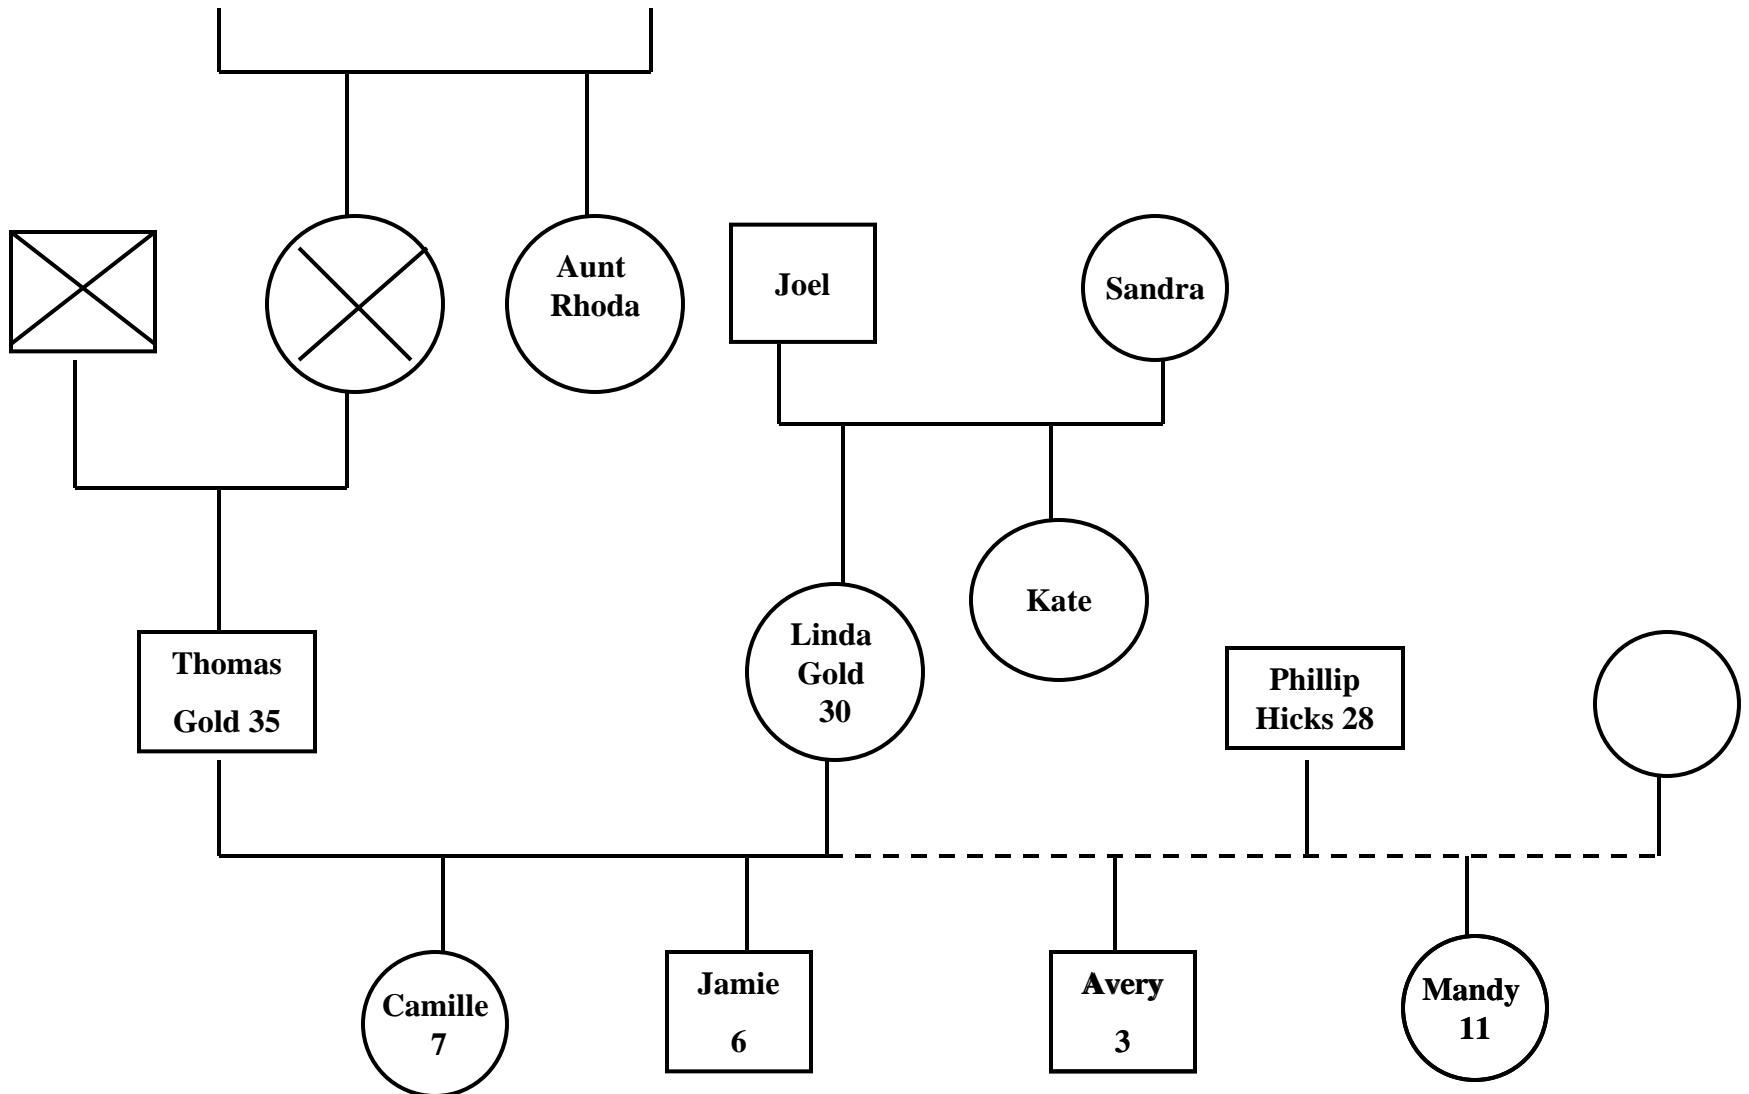 Aunt
Rhoda
Joel
Sandra
Kate
Linda
Gold
30
Thomas
Gold 35
Phillip
Hicks 28
Camille
7
Jamie
6
Avery
3
Mandy
11